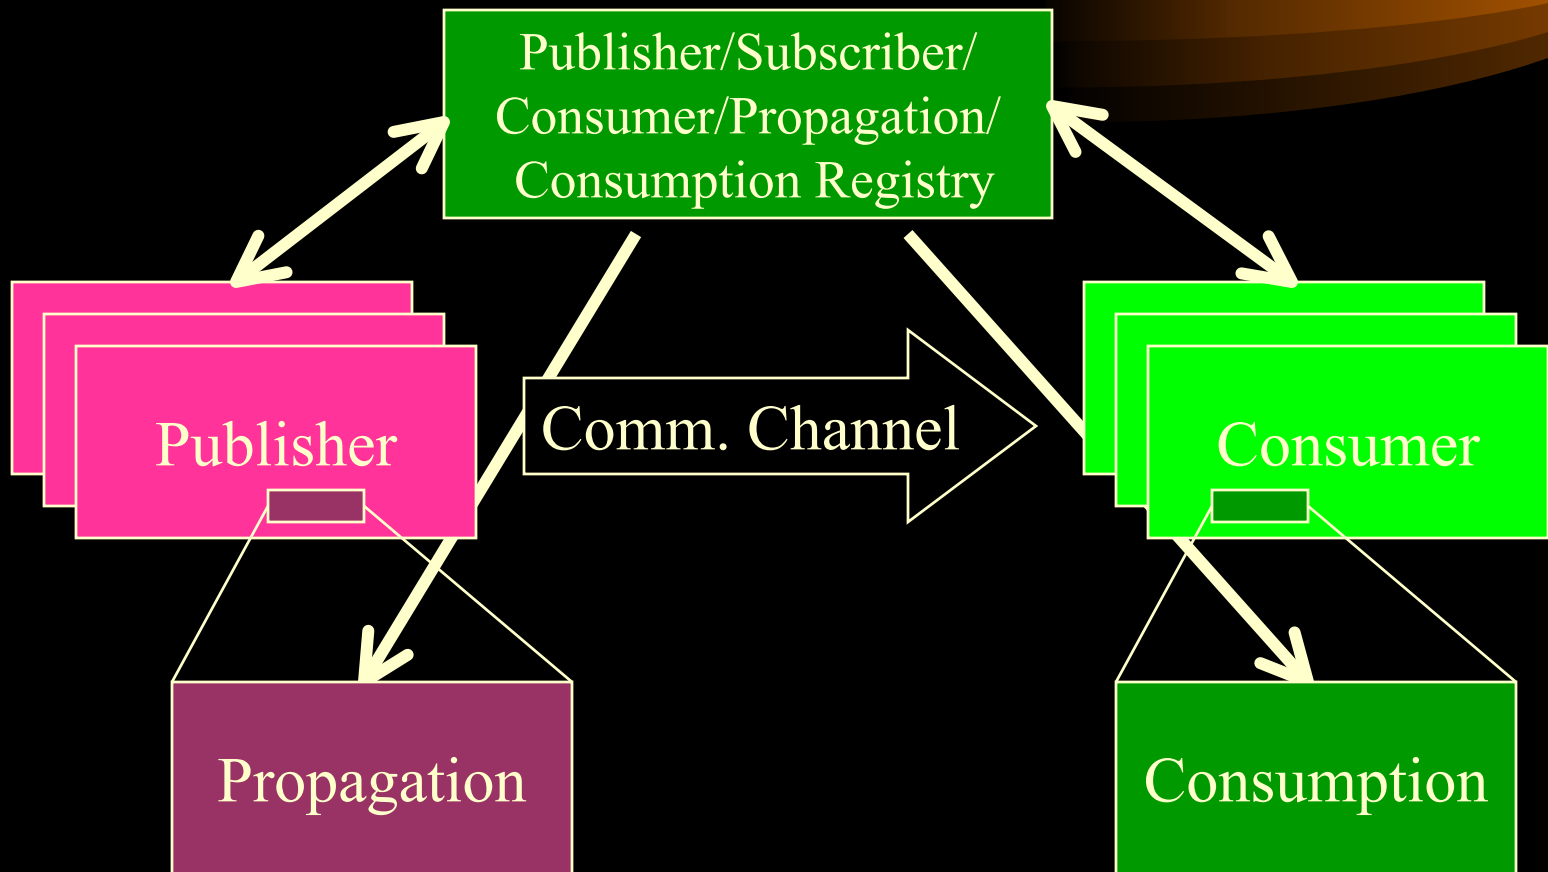 Publisher/Subscriber/
Consumer/Propagation/
Consumption Registry
Publisher
Comm. Channel
Consumer
Propagation
Consumption